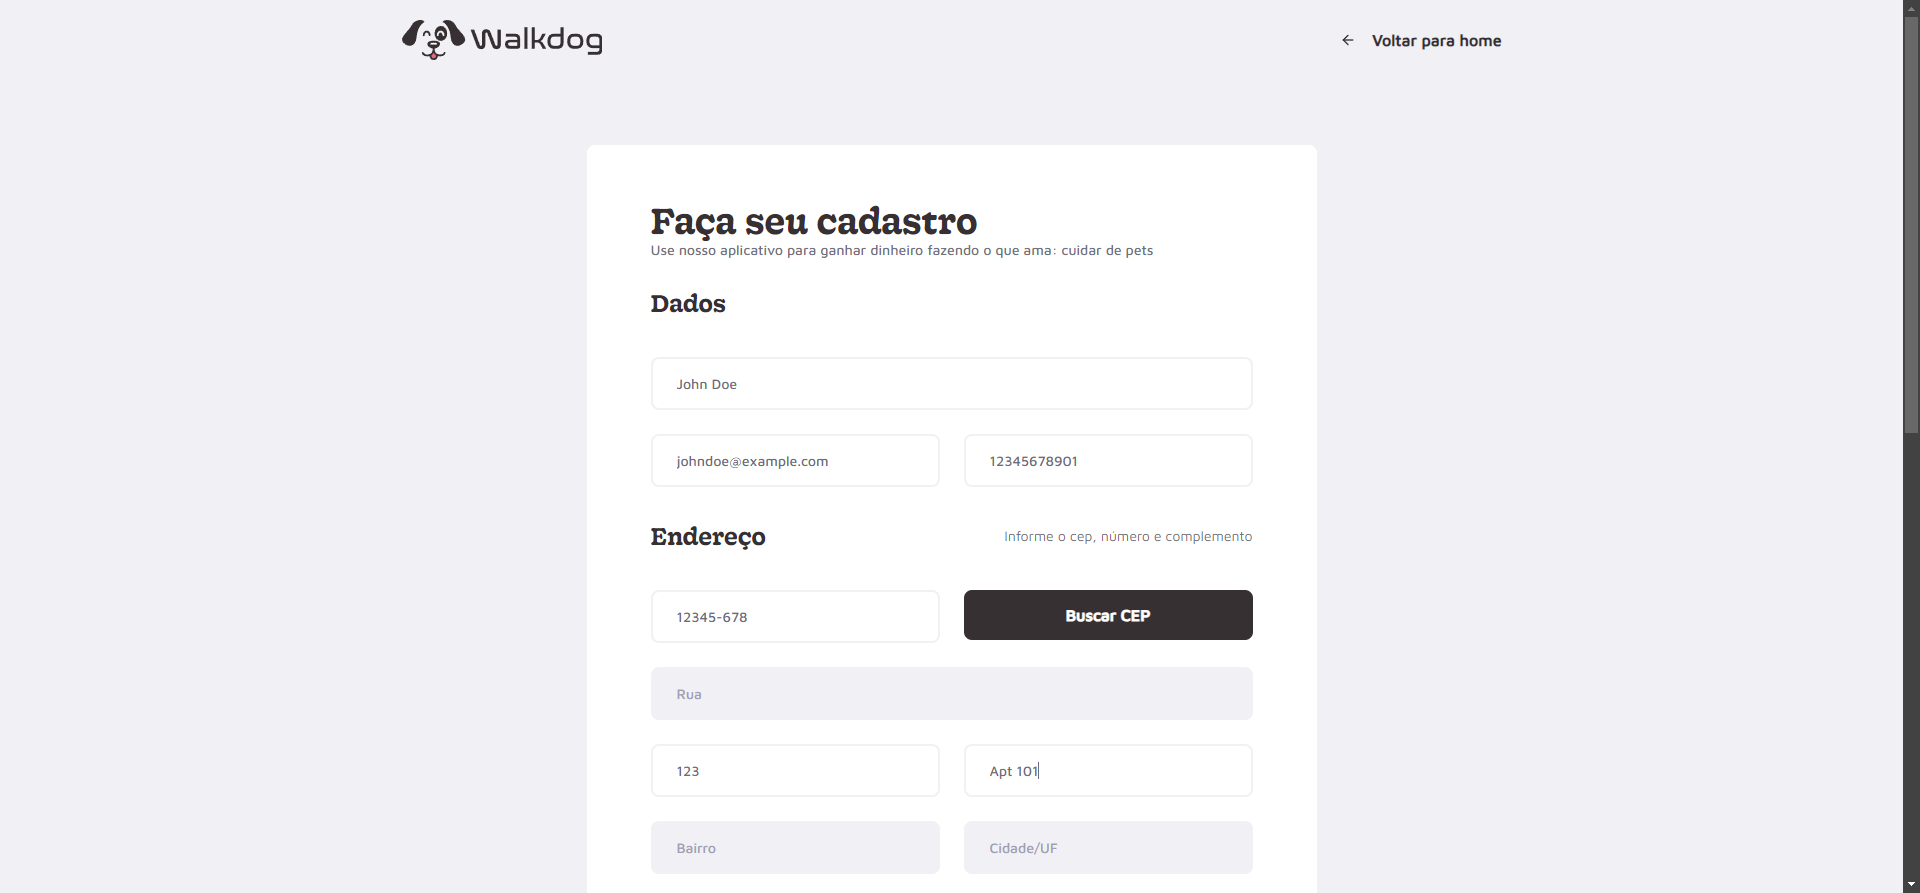 Walkdog
Voltar para home
Faça seu cadastro
Use nosso aplicativo para ganhar dinheiro fazendo o que ama: cuidar de pets
Dados
John Doe
johndoe@example.com
12345678901
Endereço
Informe o cep, número e complemento
12345-678
Buscar CEP
Rua
123
Apt 101
Bairro
Cidade/UF